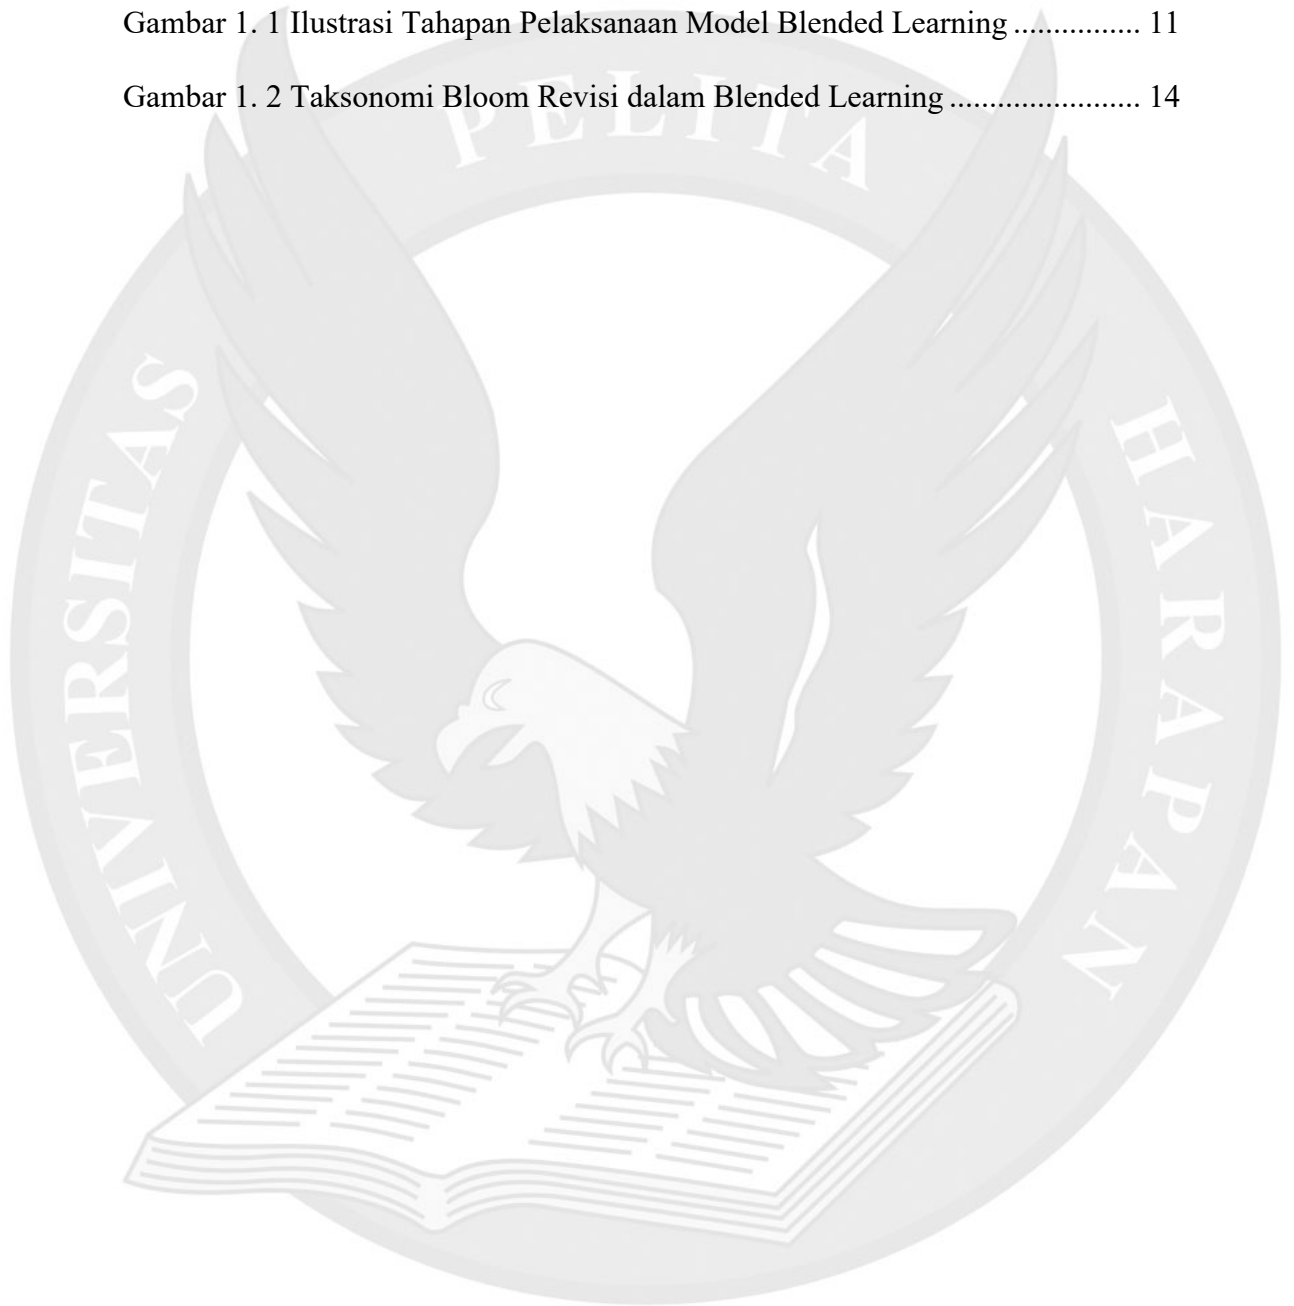 Gambar 1. 1 Ilustrasi Tahapan Pelaksanaan Model Blended Learning ................ 11
Gambar 1. 2 Taksonomi Bloom Revisi dalam Blended Learning ........................ 14
UNIVERSITAS PELITA HARAPAN